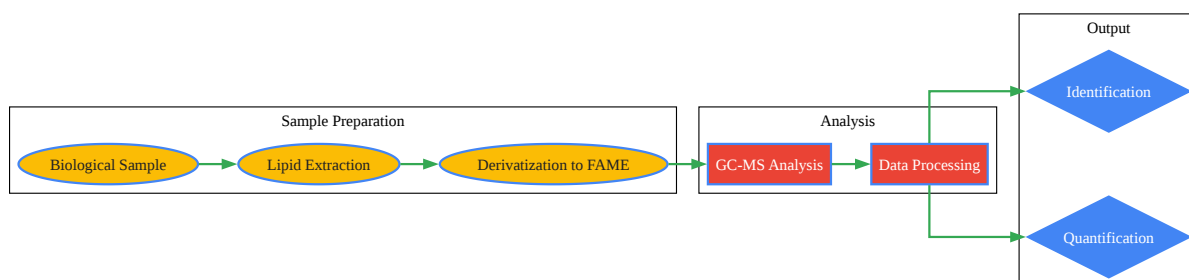 Sample Preparation
Biological Sample
Lipid Extraction
Derivatization to FAME
Analysis
GC-MS Analysis
Data Processing
Output
Identification
Quantification